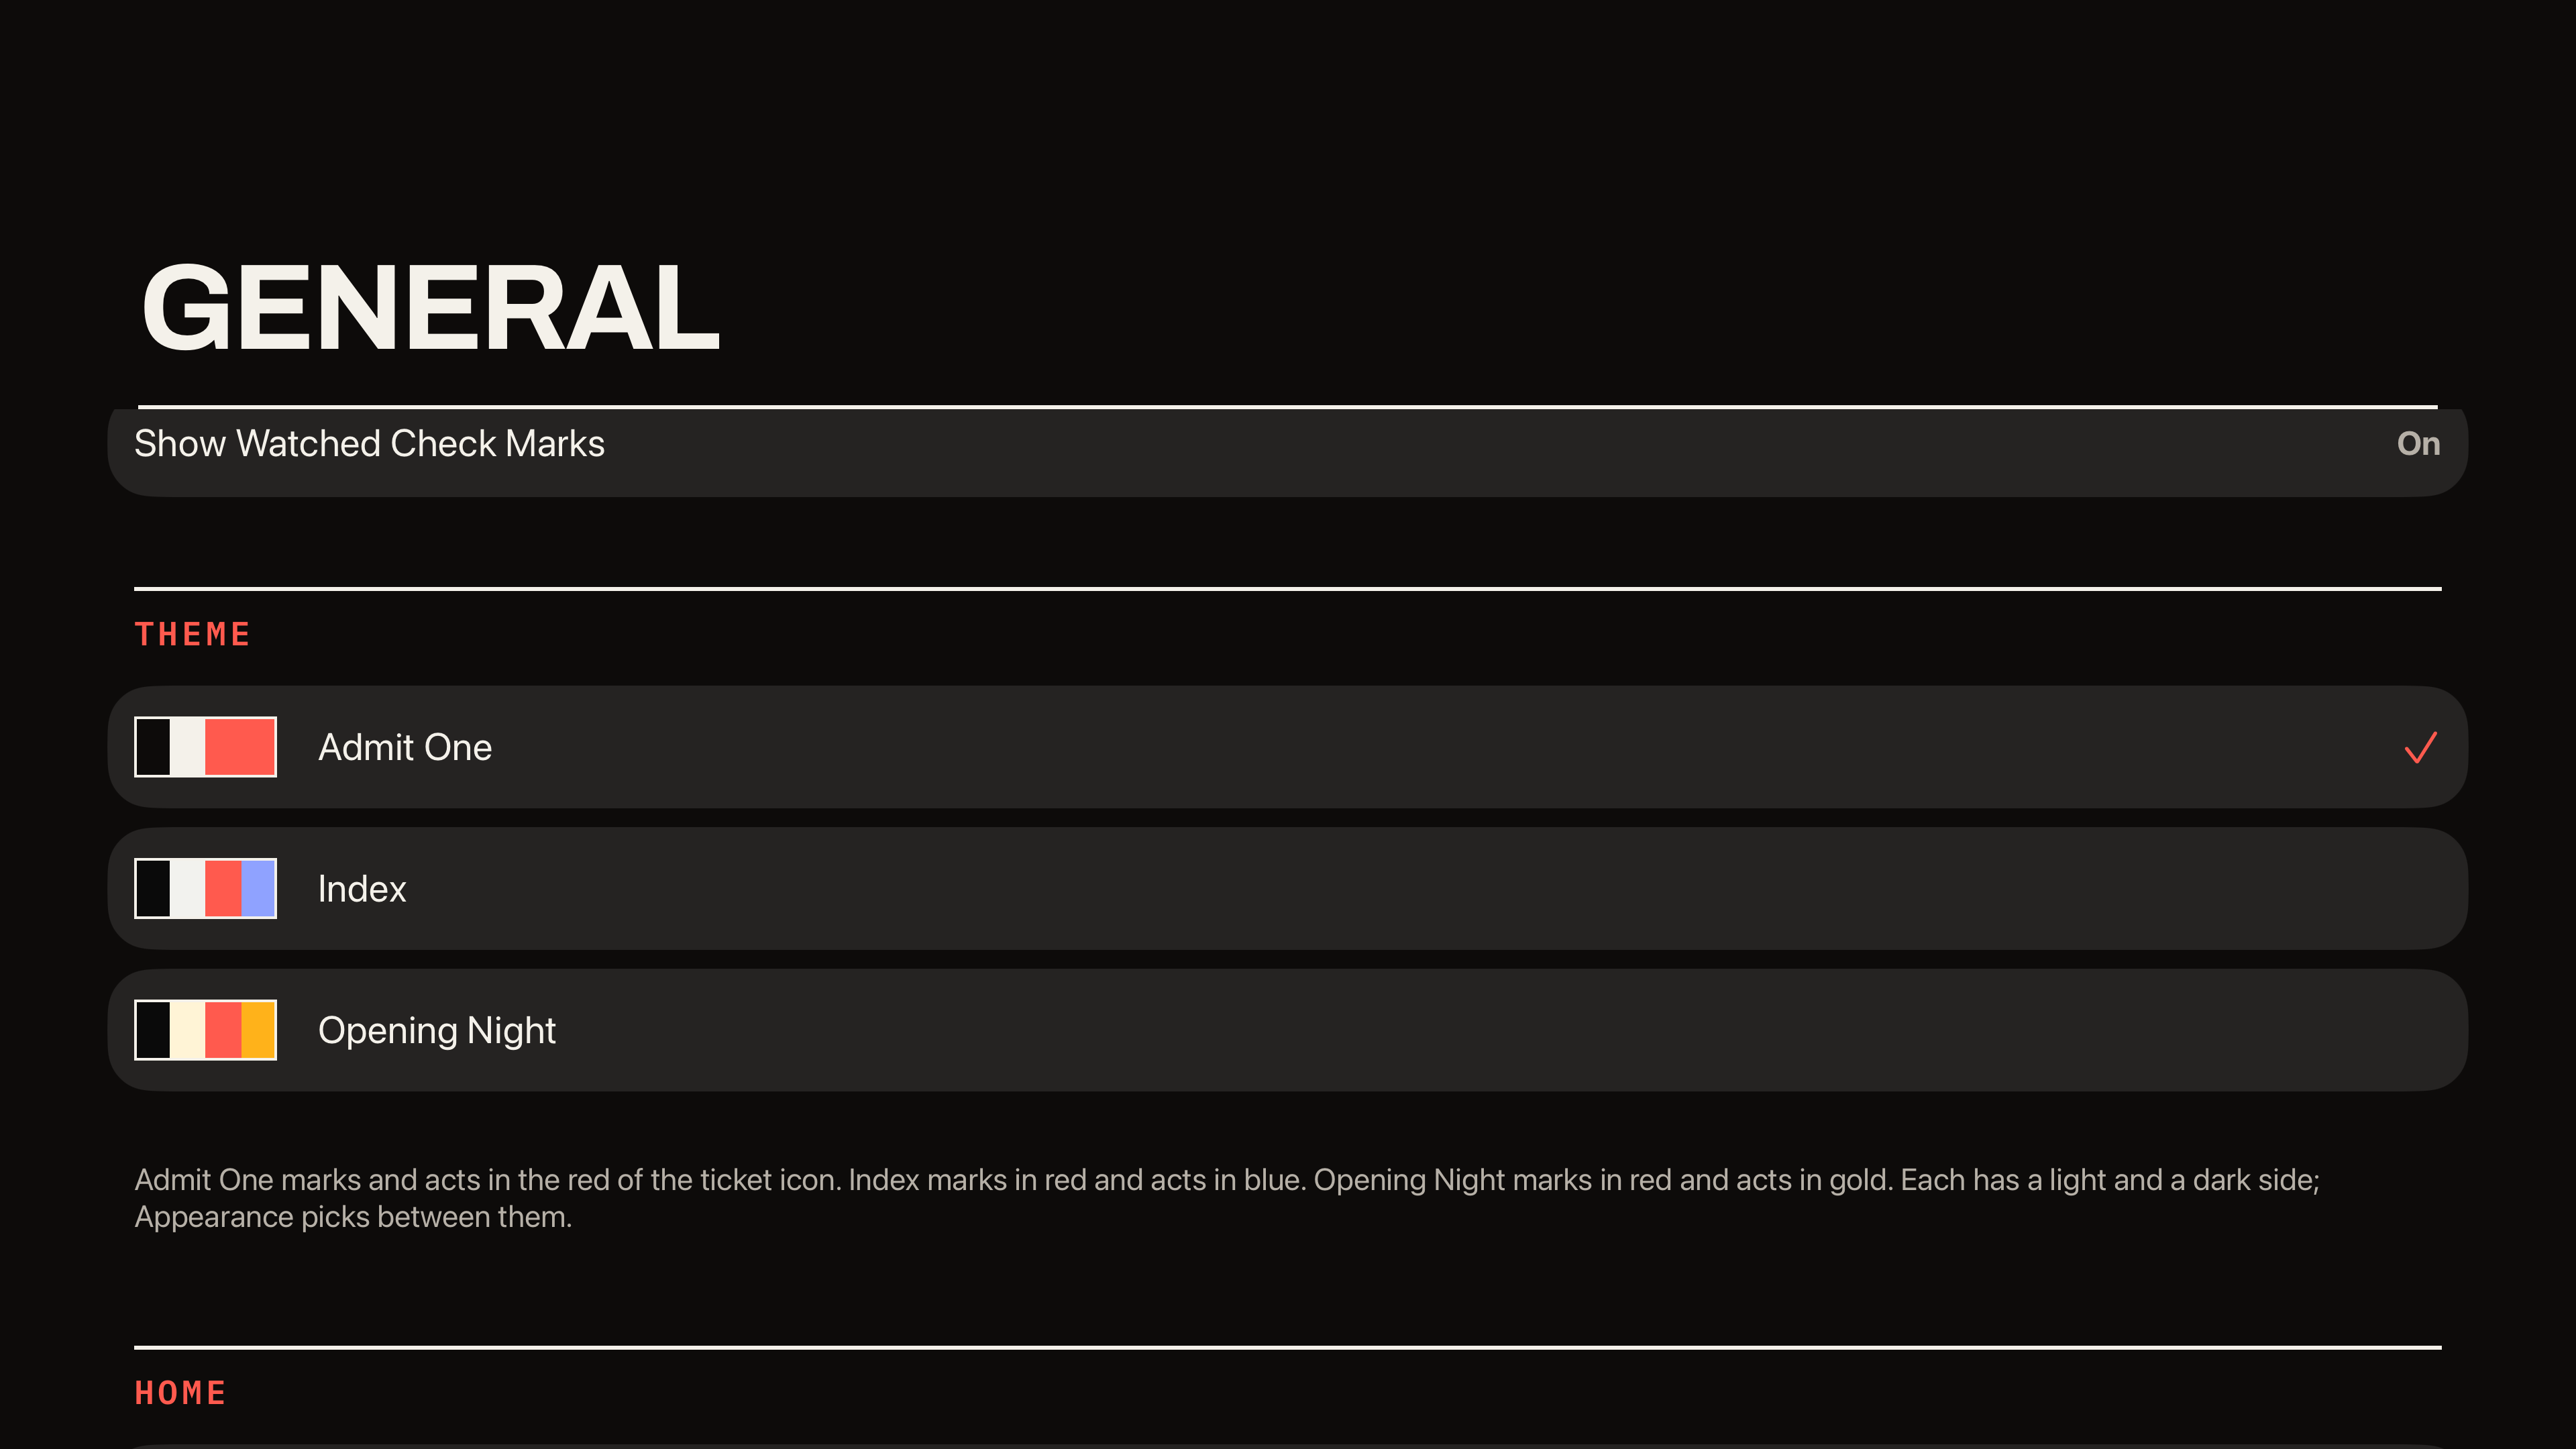 GENERAL
Show Watched Check Marks On
THEME
Admit One
Index
Opening Night
Admit One marks and acts in the red of the ticket icon. Index marks in red and acts in blue. Opening Night marks in red and acts in gold. Each has a light and a dark side;
Appearance picks between them.
HOME